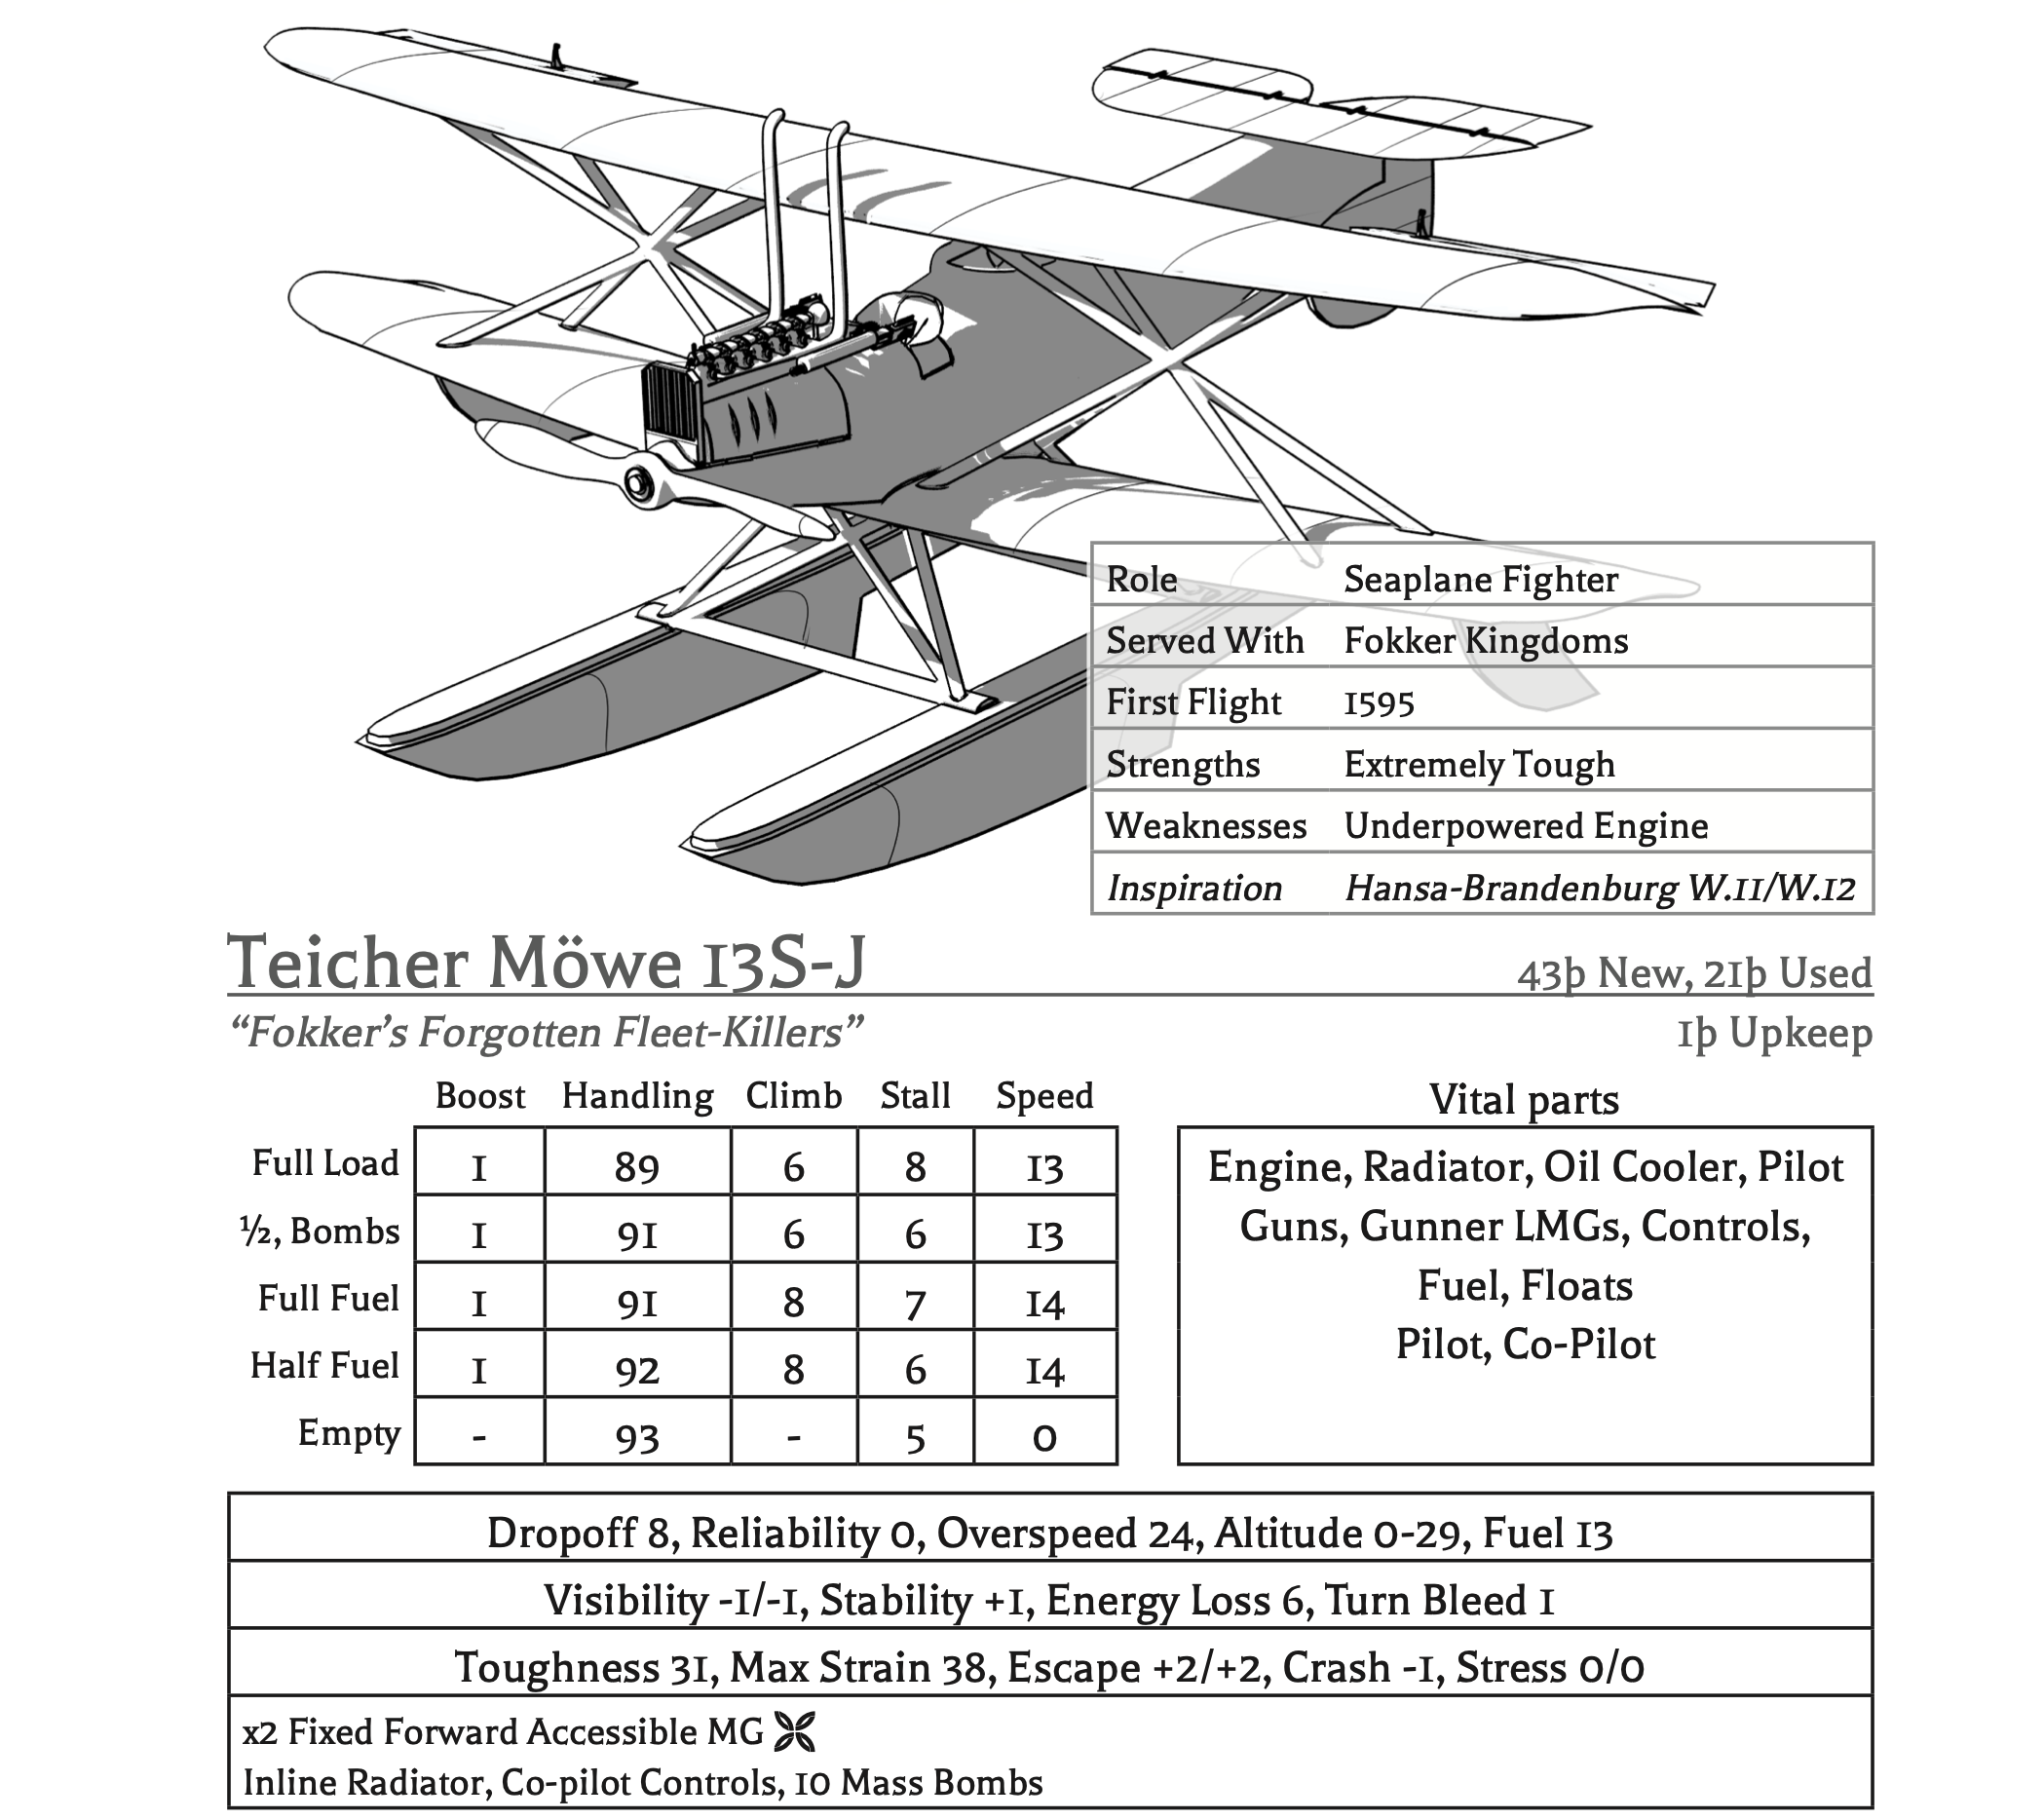 Role Seaplane Fighter
Served With Fokker Kingdoms
First Flight 1595
Strengths Extremely Tough
Weaknesses Underpowered Engine
Inspiration Hansa-Brandenburg W.11/W.12
Teicher Möwe 13S-J 43þ New, 21þ Used
“Fokker’s Forgotten Fleet-Killers” 1þ Upkeep
Boost Handling Climb Stall Speed
Full Load 1 89 6 8 13
½, Bombs 1 91 6 6 13
Full Fuel 1 91 8 7 14
Half Fuel 1 92 8 6 14
Empty - 93 - 5 0
Vital parts
Engine, Radiator, Oil Cooler, Pilot
Guns, Gunner LMGs, Controls,
Fuel, Floats
Pilot, Co-Pilot
Dropoff 8, Reliability 0, Overspeed 24, Altitude 0-29, Fuel 13
Visibility -1/-1, Stability +1, Energy Loss 6, Turn Bleed 1
Toughness 31, Max Strain 38, Escape +2/+2, Crash -1, Stress 0/0
x2 Fixed Forward Accessible MG
Inline Radiator, Co-pilot Controls, 10 Mass Bombs